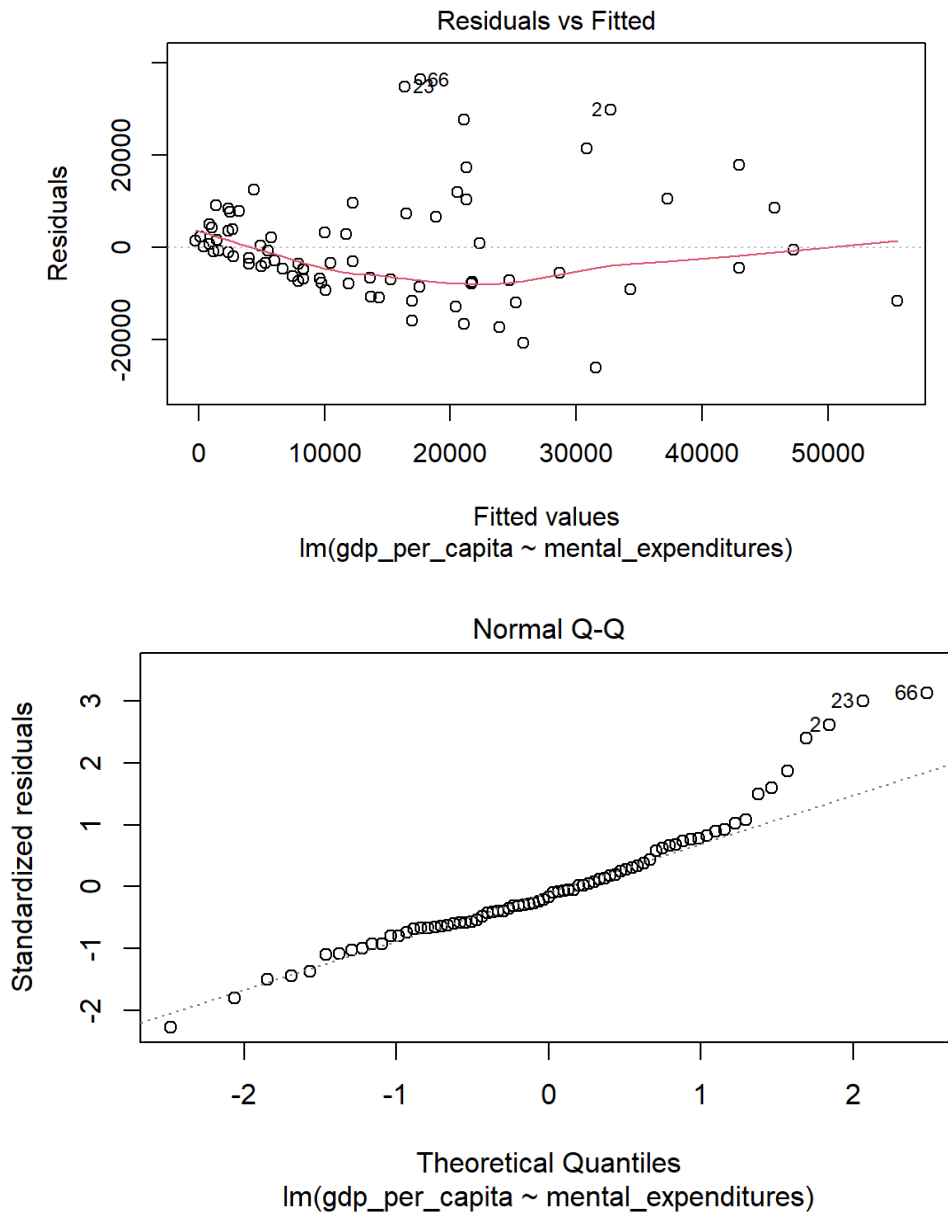 Residuals vs Fitted
Residuals
20000
0
-20000
66
23
2
0 10000 20000 30000 40000 50000
Fitted values
lm(gdp_per_capita ~ mental_expenditures)
Normal Q-Q
Standardized residuals
3
2
1
0
-1
-2
23
66
2
-2 -1 0 1 2
Theoretical Quantiles
lm(gdp_per_capita ~ mental_expenditures)